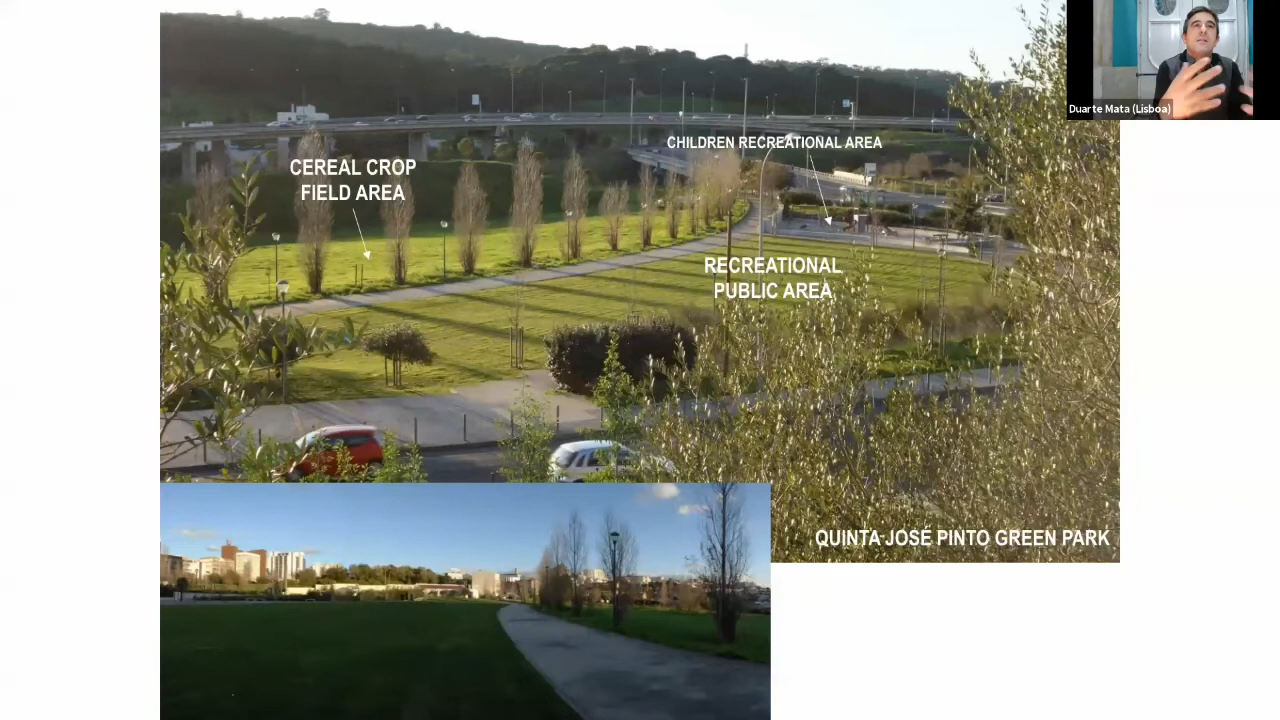 Duarte Mata (Lisboa)
CHILDREN RECREATIONAL AREA
CEREAL CROP
FIELD AREA
RECREATIONAL
PUBLIC AREA
QUINTA JOSÉ PINTO GREEN PARK